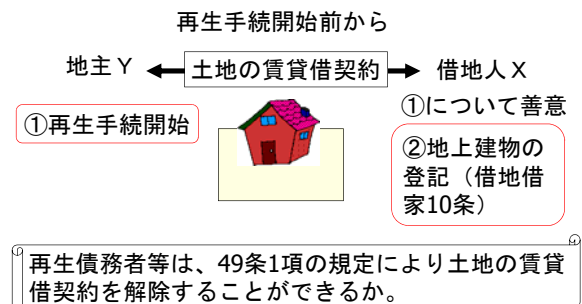 再生手続開始前から
地主Y
土地の賃貸借契約
借地人X
①再生手続開始
①について善意
②地上建物の
登記（借地借
家10条）
再生債務者等は、49条1項の規定により土地の賃貸
借契約を解除することができるか。